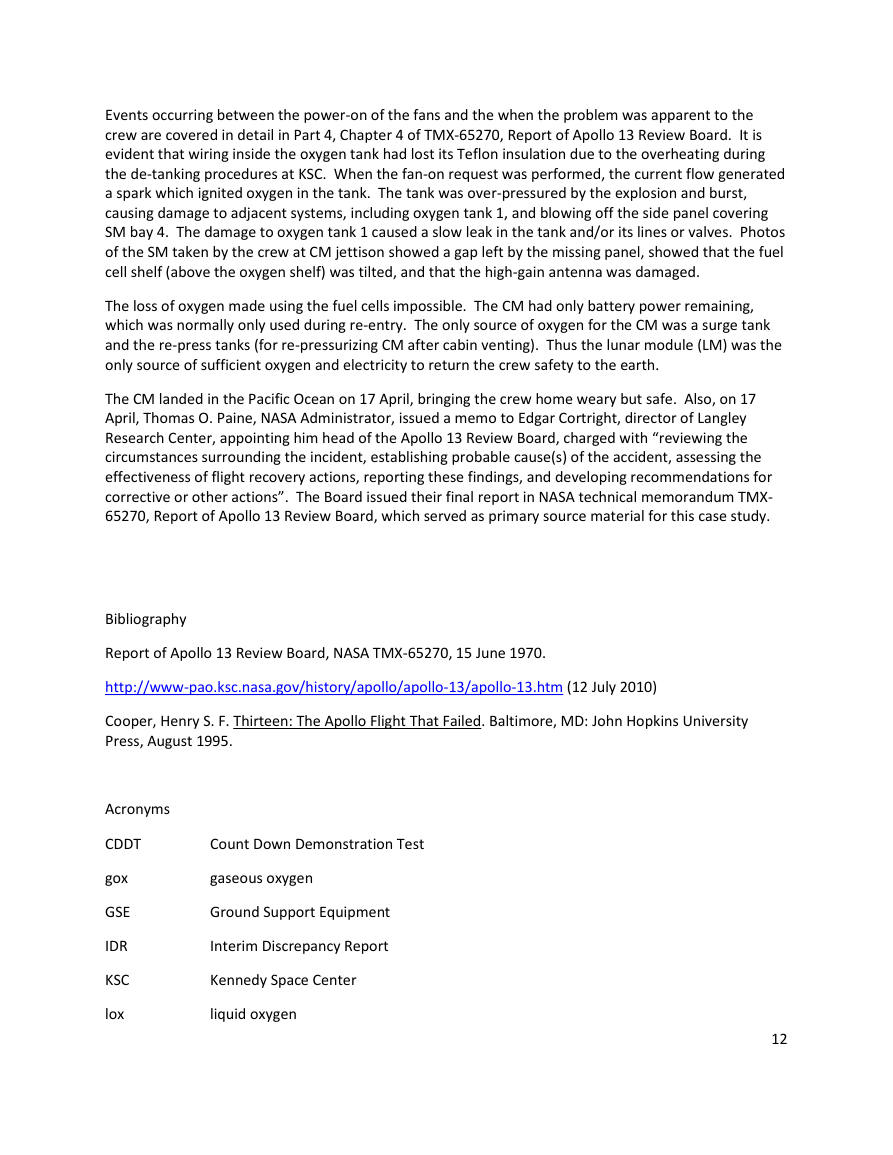 Events occurring between the power-on of the fans and the when the problem was apparent to the
crew are covered in detail in Part 4, Chapter 4 of TMX-65270, Report of Apollo 13 Review Board.  It is
evident that wiring inside the oxygen tank had lost its Teflon insulation due to the overheating during
the de-tanking procedures at KSC.  When the fan-on request was performed, the current flow generated
a spark which ignited oxygen in the tank.  The tank was over-pressured by the explosion and burst,
causing damage to adjacent systems, including oxygen tank 1, and blowing off the side panel covering
SM bay 4.  The damage to oxygen tank 1 caused a slow leak in the tank and/or its lines or valves.  Photos
of the SM taken by the crew at CM jettison showed a gap left by the missing panel, showed that the fuel
cell shelf (above the oxygen shelf) was tilted, and that the high-gain antenna was damaged.
The loss of oxygen made using the fuel cells impossible.  The CM had only battery power remaining,
which was normally only used during re-entry.  The only source of oxygen for the CM was a surge tank
and the re-press tanks (for re-pressurizing CM after cabin venting).  Thus the lunar module (LM) was the
only source of sufficient oxygen and electricity to return the crew safety to the earth.
The CM landed in the Pacific Ocean on 17 April, bringing the crew home weary but safe.  Also, on 17
April, Thomas O. Paine, NASA Administrator, issued a memo to Edgar Cortright, director of Langley
Research Center, appointing him head of the Apollo 13 Review Board, charged with “reviewing the
circumstances surrounding the incident, establishing probable cause(s) of the accident, assessing the
effectiveness of flight recovery actions, reporting these findings, and developing recommendations for
corrective or other actions”.  The Board issued their final report in NASA technical memorandum TMX-
65270, Report of Apollo 13 Review Board, which served as primary source material for this case study.
Bibliography
Report of Apollo 13 Review Board, NASA TMX-65270, 15 June 1970.
http://www-pao.ksc.nasa.gov/history/apollo/apollo-13/apollo-13.htm (12 July 2010)
Cooper, Henry S. F. Thirteen: The Apollo Flight That Failed. Baltimore, MD: John Hopkins University
Press, August 1995.
Acronyms
CDDT Count Down Demonstration Test
gox gaseous oxygen
GSE Ground Support Equipment
IDR Interim Discrepancy Report
KSC Kennedy Space Center
lox liquid oxygen
12